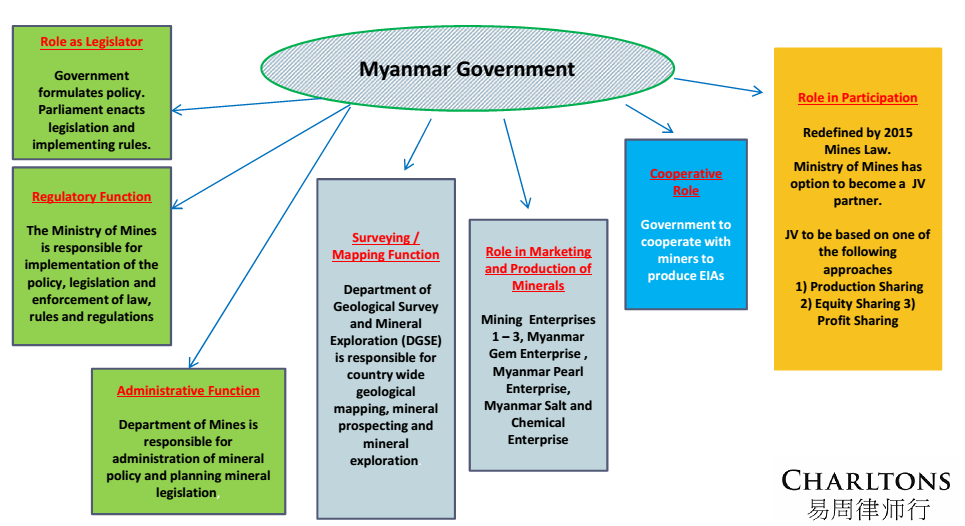 Myanmar Government
Role as Legislator
Government
formulates policy.
Parliament enacts
legislation and
implementing rules.
Regulatory Function
The Ministry of Mines
is responsible for
implementation of the
policy, legislation and
enforcement of law,
rules and regulations
Administrative Function
Department of Mines is
responsible for
administration of mineral
policy and planning mineral
legislation.
Surveying /
Mapping Function
Department of
Geological Survey
and Mineral
Exploration (DGSE)
is responsible for
country wide
geological
mapping, mineral
prospecting and
mineral
exploration
Role in Marketing
and Production of
Minerals
Mining Enterprises
1 – 3, Myanmar
Gem Enterprise ,
Myanmar Pearl
Enterprise,
Myanmar Salt and
Chemical
Enterprise
Cooperative
Role
Government to
cooperate with
miners to
produce EIAs
Role in Participation
Redefined by 2015
Mines Law.
Ministry of Mines has
option to become a JV
partner.
JV to be based on one of
the following
approaches
1) Production Sharing
2) Equity Sharing 3)
Profit Sharing
CHARLTONS
易周律师行